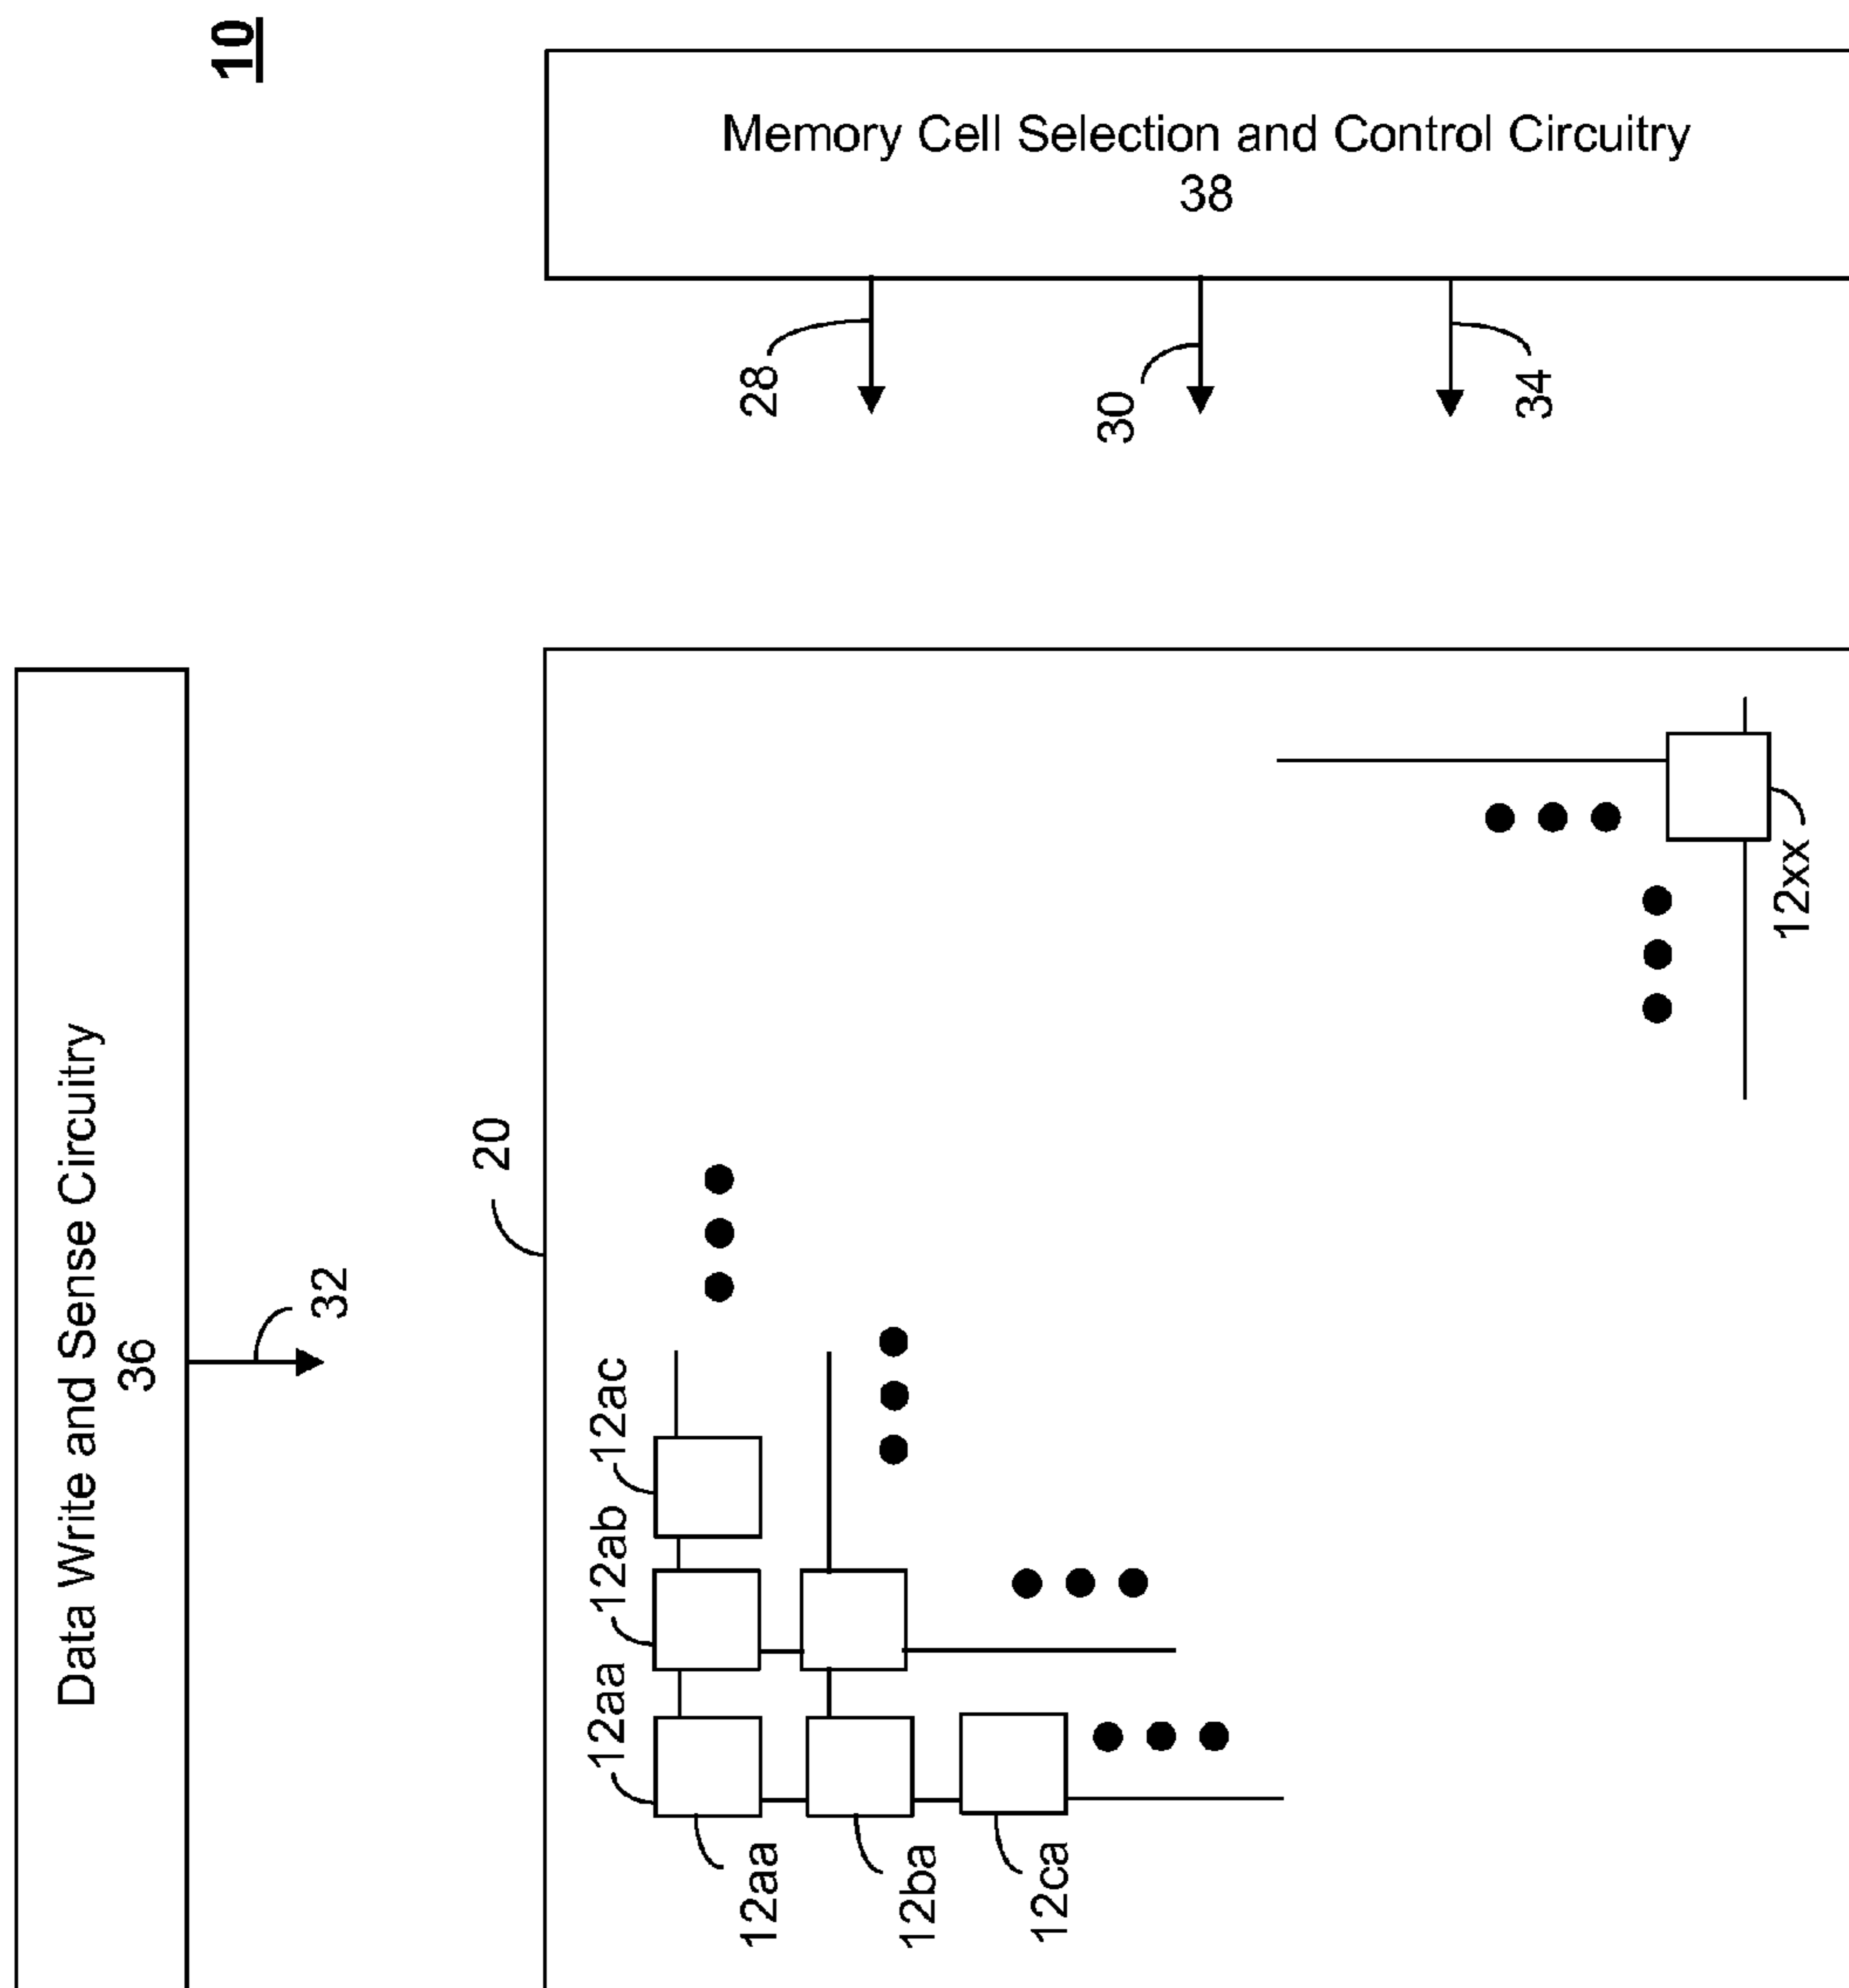 10
Memory Cell Selection and Control Circuitry
38
28
30
34
Data Write and Sense Circuitry
36
32
20
12aa
12ab
12ac
12aa
12ba
12ca
12xx